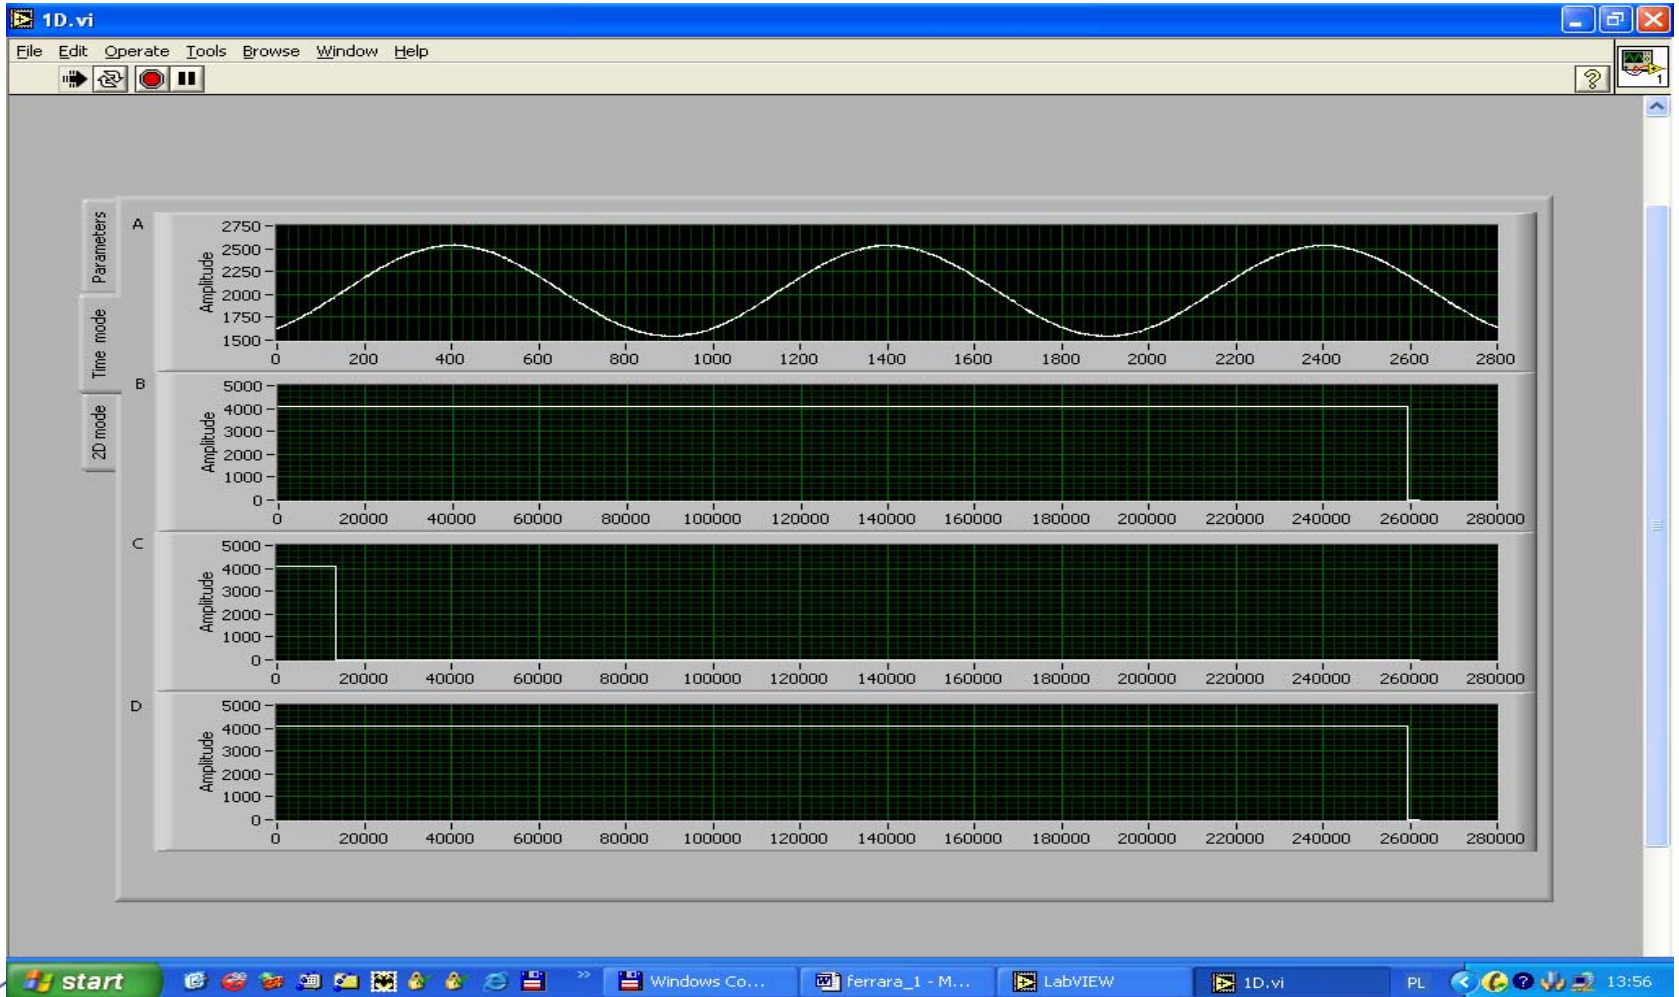 1D.vi
File Edit Operate Tools Browse Window Help
1
Parameters
Time mode
2D mode
A
Amplitude
2750
2500
2250
2000
1750
1500
0 200 400 600 800 1000 1200 1400 1600 1800 2000 2200 2400 2600 2800
B
Amplitude
5000
4000
3000
2000
1000
0
0 20000 40000 60000 80000 100000 120000 140000 160000 180000 200000 220000 240000 260000 280000
C
Amplitude
5000
4000
3000
2000
1000
0
0 20000 40000 60000 80000 100000 120000 140000 160000 180000 200000 220000 240000 260000 280000
D
Amplitude
5000
4000
3000
2000
1000
0
0 20000 40000 60000 80000 100000 120000 140000 160000 180000 200000 220000 240000 260000 280000
start Windows Co... ferrara_1 - M... LabVIEW 1D.vi PL 13:56